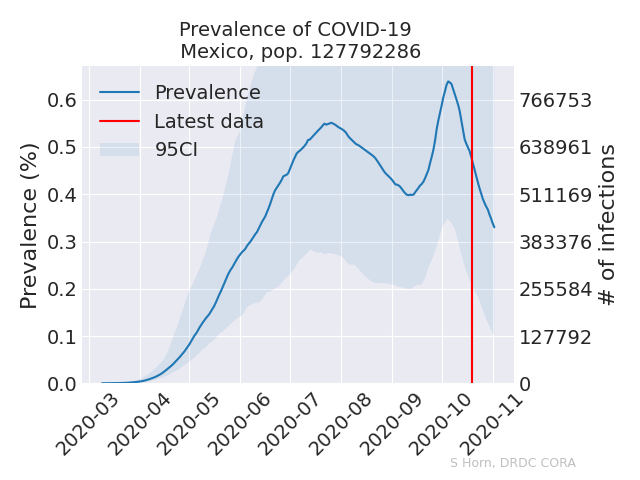 Prevalence of COVID-19
Mexico, pop. 127792286
Prevalence
Latest data
95CI
Prevalence (%)
0.6
0.5
0.4
0.3
0.2
0.1
0.0
766753
638961
511169
383376
255584
127792
0
# of infections
2020-03
2020-04
2020-05
2020-06
2020-07
2020-08
2020-09
2020-10
2020-11
S Horn, DRDC CORA